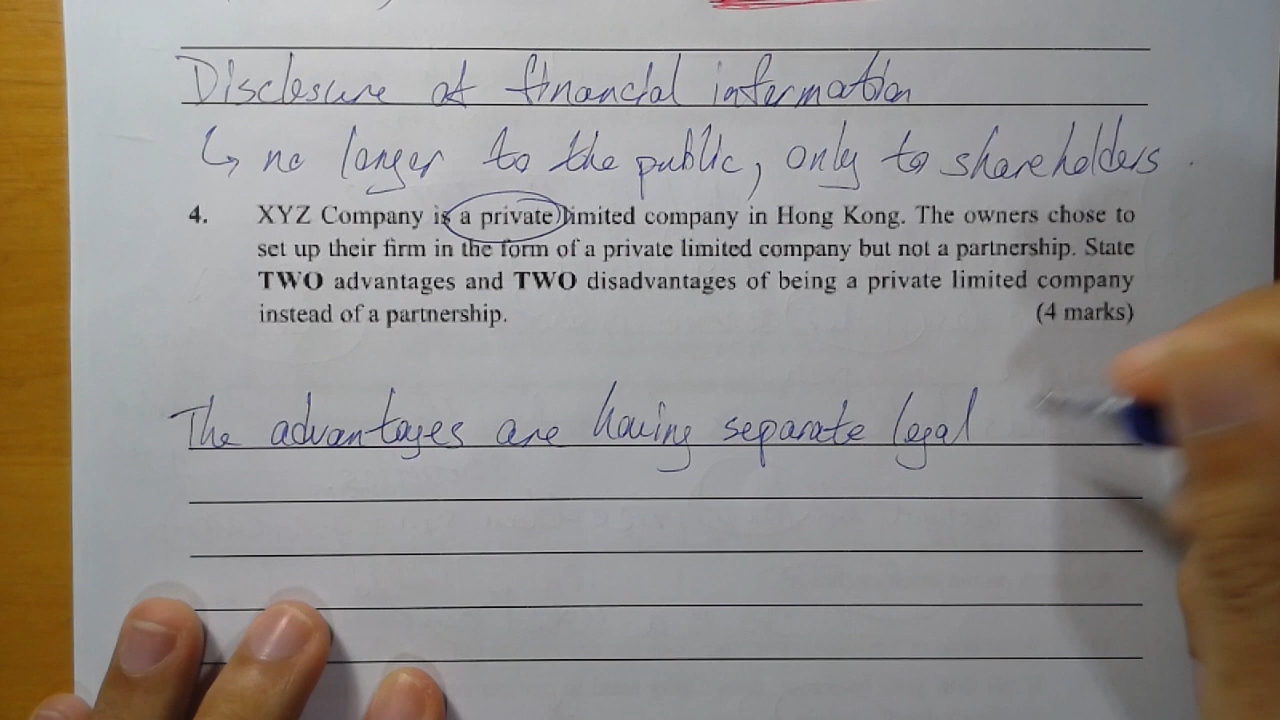 Disclosure of financial information
↳ no longer to the public, only to shareholders.
4. XYZ Company is a private limited company in Hong Kong. The owners chose to
set up their firm in the form of a private limited company but not a partnership. State
TWO advantages and TWO disadvantages of being a private limited company
instead of a partnership. (4 marks)
The advantages are having separate legal